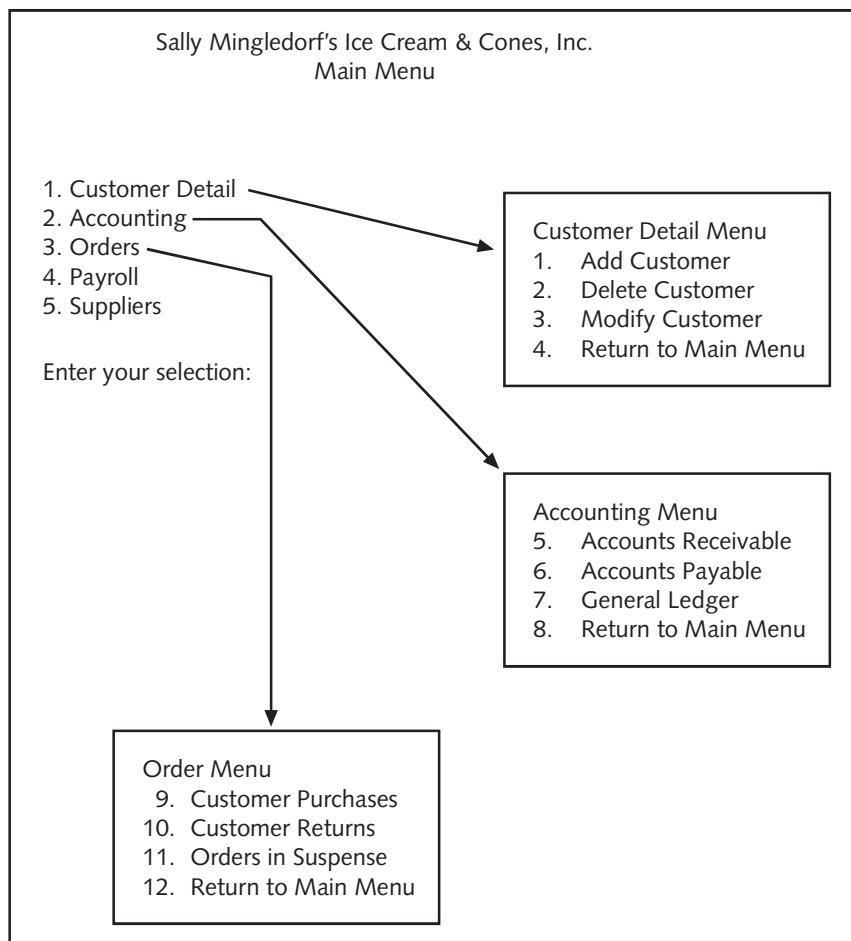 Sally Mingledorf's Ice Cream & Cones, Inc.
Main Menu
1. Customer Detail
2. Accounting
3. Orders
4. Payroll
5. Suppliers
Enter your selection:
Customer Detail Menu
1. Add Customer
2. Delete Customer
3. Modify Customer
4. Return to Main Menu
Accounting Menu
5. Accounts Receivable
6. Accounts Payable
7. General Ledger
8. Return to Main Menu
Order Menu
9. Customer Purchases
10. Customer Returns
11. Orders in Suspense
12. Return to Main Menu